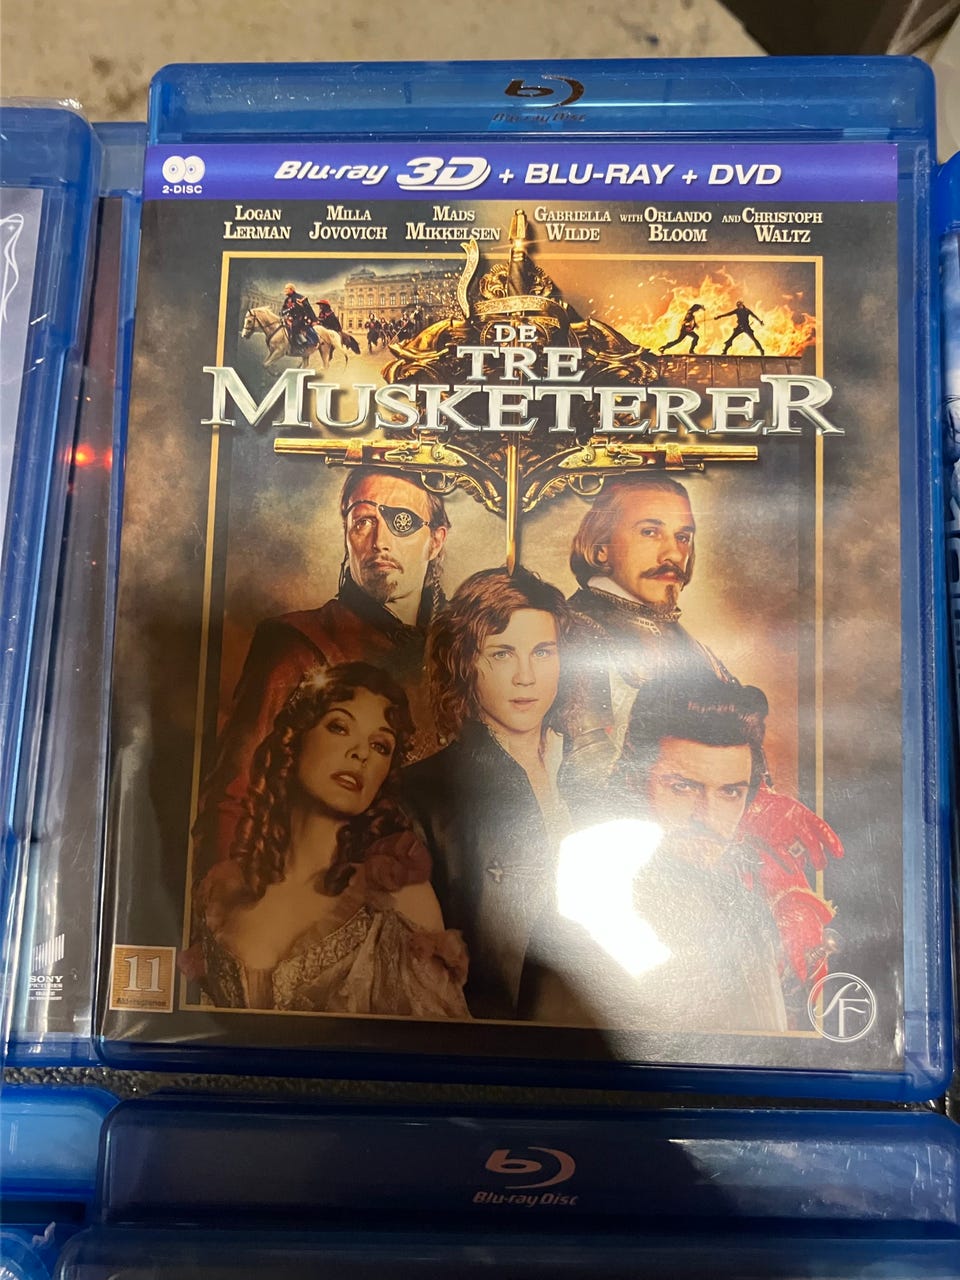 Blu-ray Disc
2-DISC
Blu-ray 3D + BLU-RAY + DVD
LOGAN LERMAN
MILLA JOVOVICH
MADS MIKKELSEN
GABRIELLA WILDE
WITH ORLANDO BLOOM
AND CHRISTOPH WALTZ
DE
TRE
MUSKETERER
11
Aldersgrense
SF
SONY
PICTURES
Blu-ray Disc